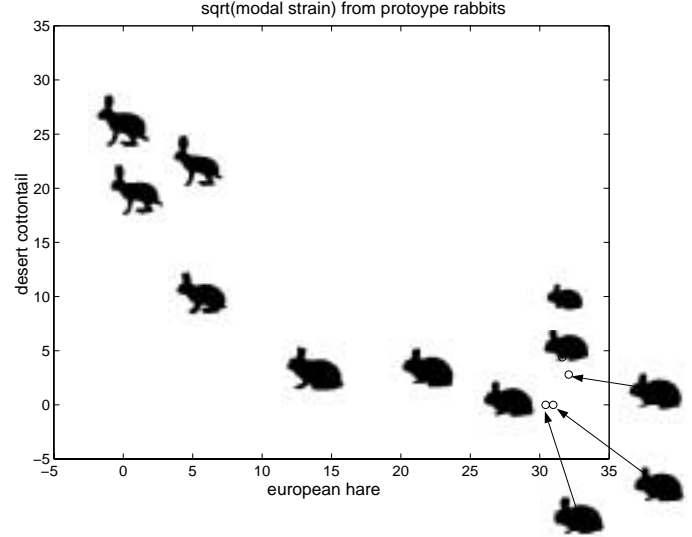 sqrt(modal strain) from protoype rabbits
35
30
25
20
15
10
5
0
−5
desert cottontail
−5 0 5 10 15 20 25 30 35
european hare